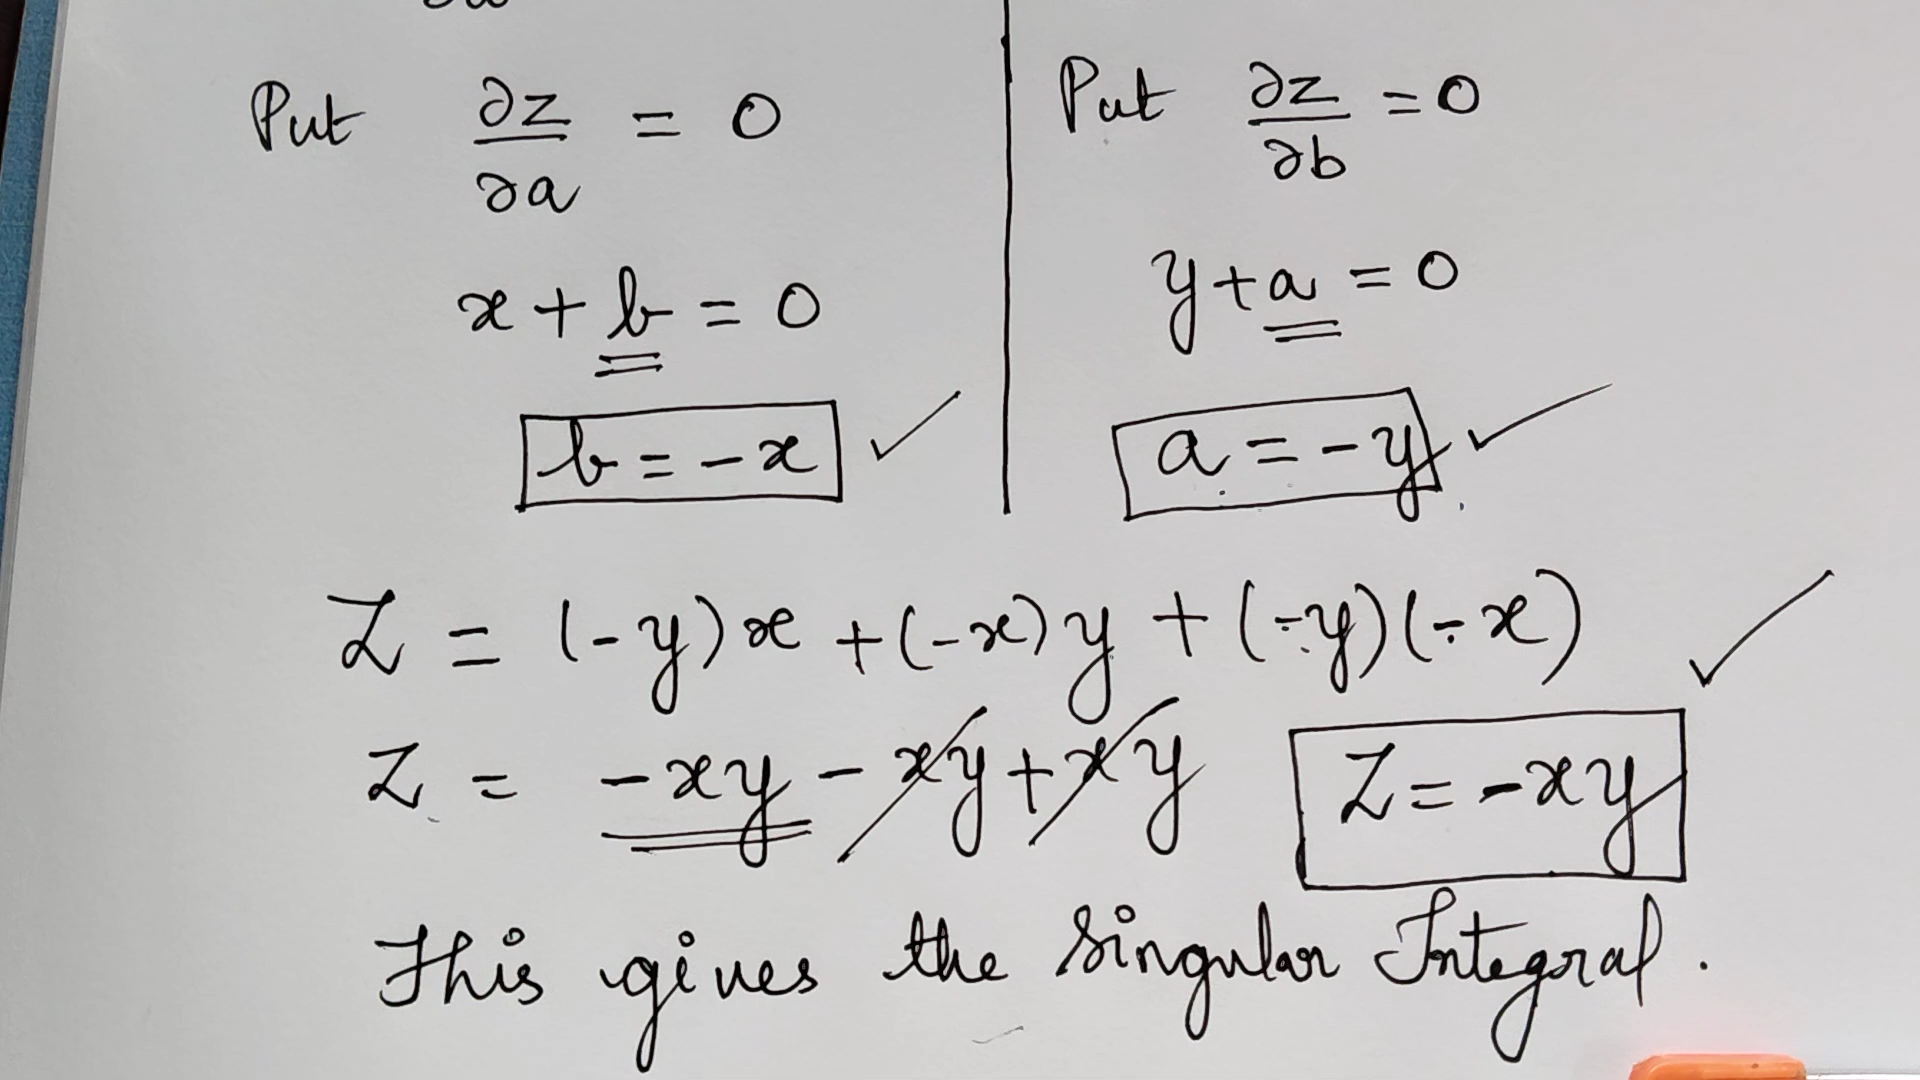 Put ∂z/∂a = 0
x + b = 0
b = -x ✓
Put ∂z/∂b = 0
y + a = 0
a = -y ✓
Z = (-y)x + (-x)y + (-y)(-x) ✓
Z = -xy - xy + xy
Z = -xy
This gives the Singular Integral.